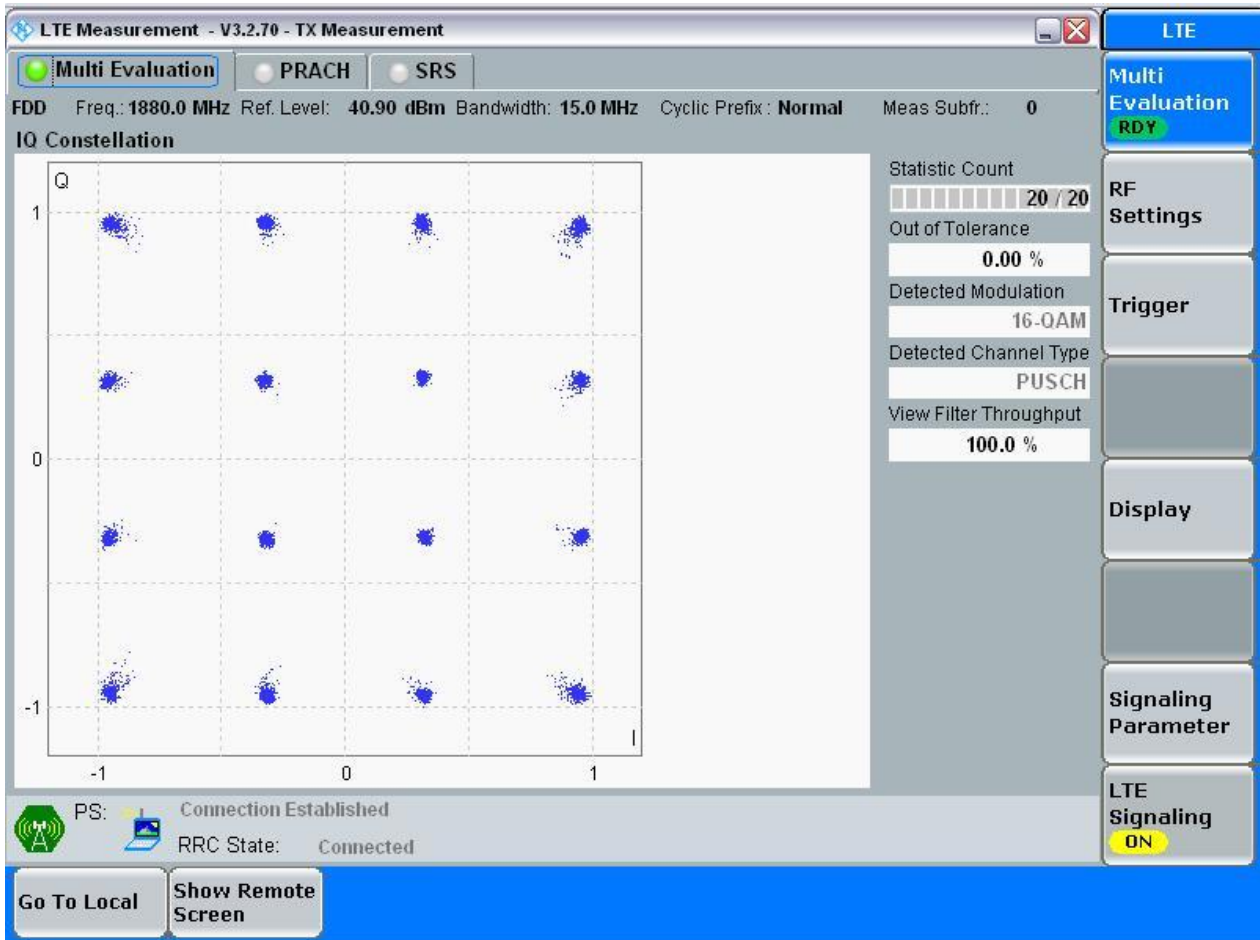 LTE Measurement - V3.2.70 - TX Measurement
LTE
Multi Evaluation PRACH SRS
FDD Freq.: 1880.0 MHz Ref. Level: 40.90 dBm Bandwidth: 15.0 MHz Cyclic Prefix : Normal Meas Subfr.: 0
IQ Constellation
Q
1
0
-1
I
-1 0 1
Statistic Count
20 / 20
Out of Tolerance
0.00 %
Detected Modulation
16-QAM
Detected Channel Type
PUSCH
View Filter Throughput
100.0 %
Multi
Evaluation
RDY
RF
Settings
Trigger
Display
Signaling
Parameter
LTE
Signaling
ON
PS: Connection Established
RRC State: Connected
Go To Local
Show Remote
Screen